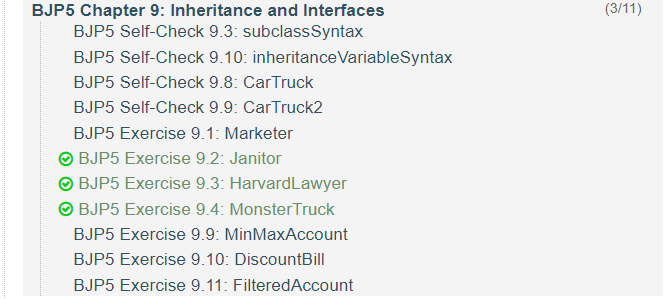 BJP5 Chapter 9: Inheritance and Interfaces (3/11)
BJP5 Self-Check 9.3: subclassSyntax
BJP5 Self-Check 9.10: inheritanceVariableSyntax
BJP5 Self-Check 9.8: CarTruck
BJP5 Self-Check 9.9: CarTruck2
BJP5 Exercise 9.1: Marketer
BJP5 Exercise 9.2: Janitor
BJP5 Exercise 9.3: HarvardLawyer
BJP5 Exercise 9.4: MonsterTruck
BJP5 Exercise 9.9: MinMaxAccount
BJP5 Exercise 9.10: DiscountBill
BJP5 Exercise 9.11: FilteredAccount